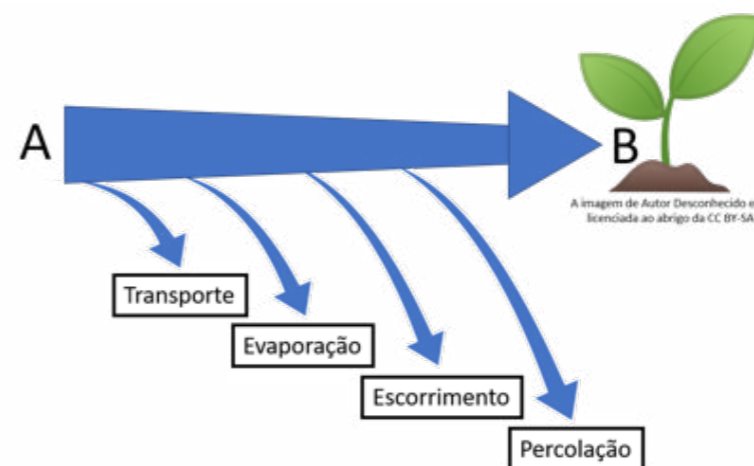 A
B
A imagem de Autor Desconhecido e
licenciada ao abrigo da CC BY-SA
Transporte
Evaporação
Escorrimento
Percolação